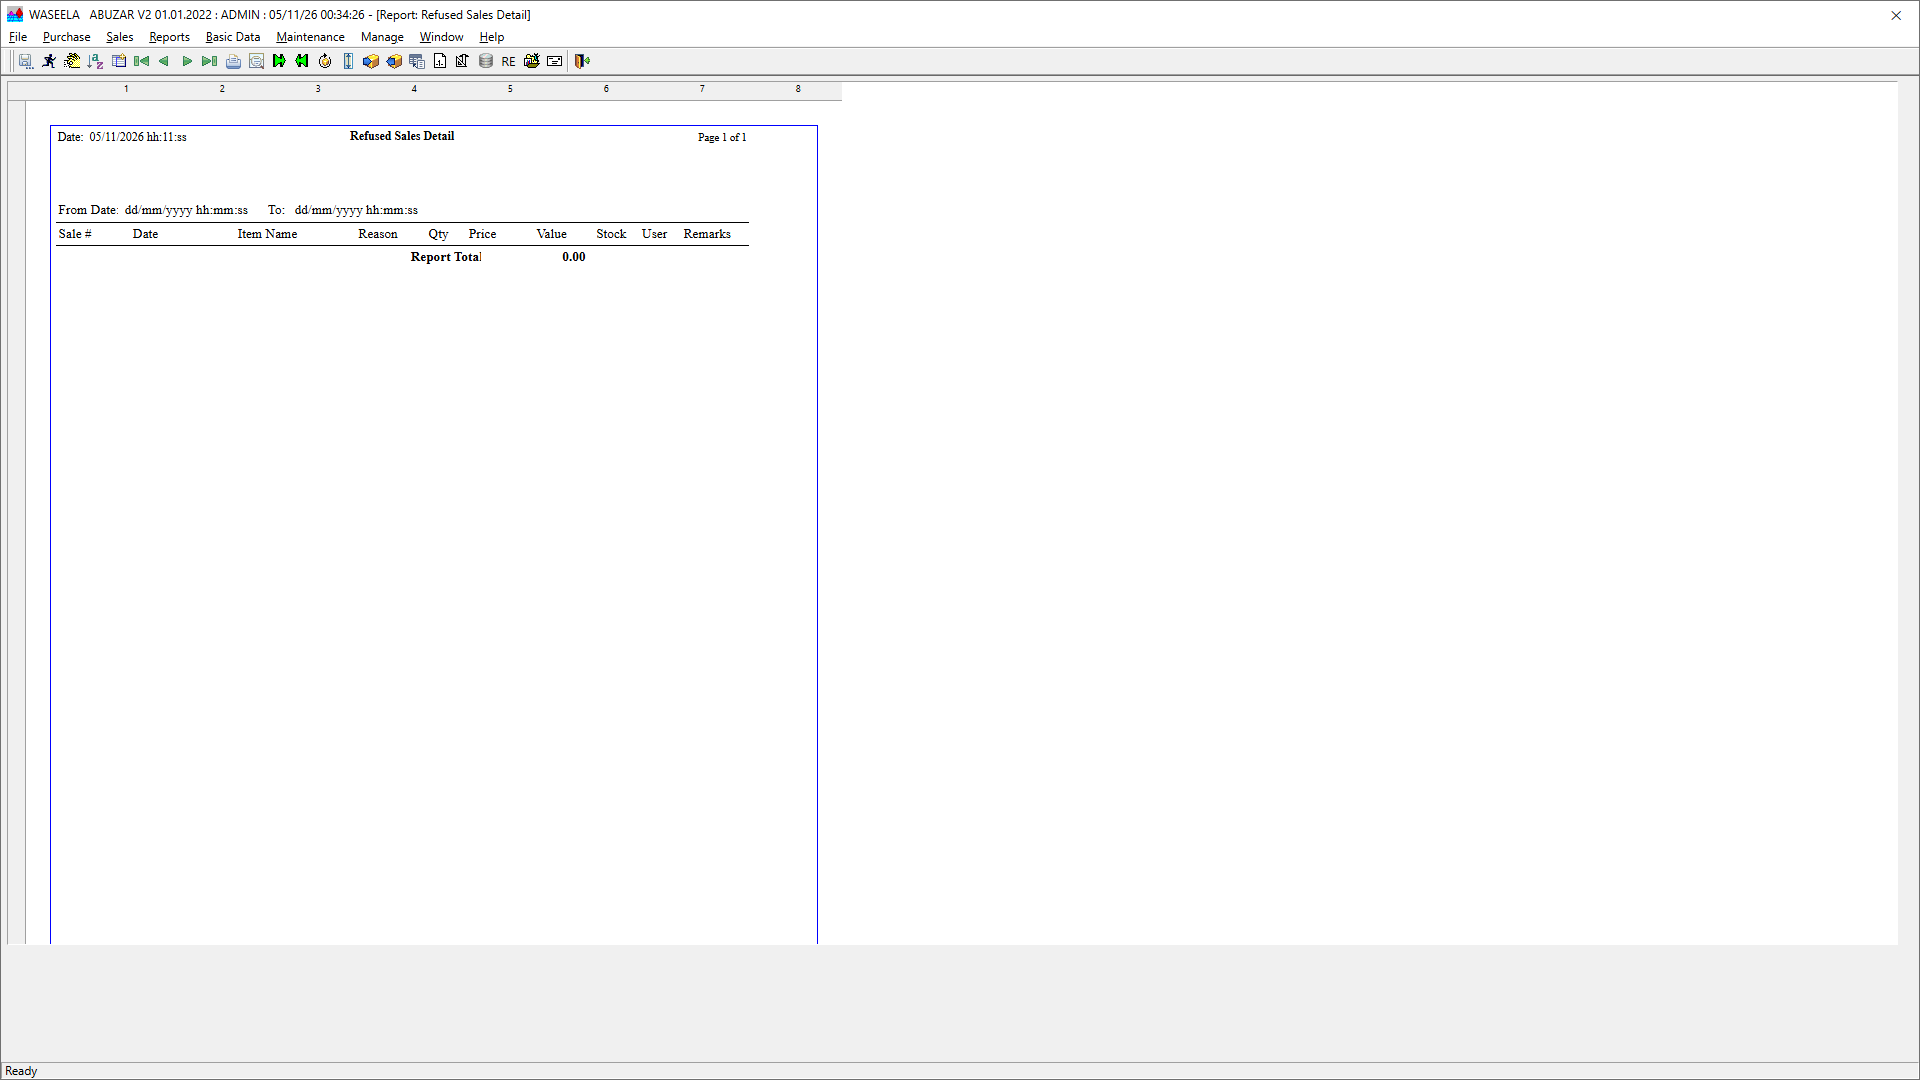 WASEELA   ABUZAR V2 01.01.2022 : ADMIN : 05/11/26 00:34:26 - [Report: Refused Sales Detail]
File Purchase Sales Reports Basic Data Maintenance Manage Window Help
RE
1 2 3 4 5 6 7 8
Date: 05/11/2026 hh:11:ss Refused Sales Detail Page 1 of 1
From Date: dd/mm/yyyy hh:mm:ss To: dd/mm/yyyy hh:mm:ss
Sale # Date Item Name Reason Qty Price Value Stock User Remarks
Report Total 0.00
Ready